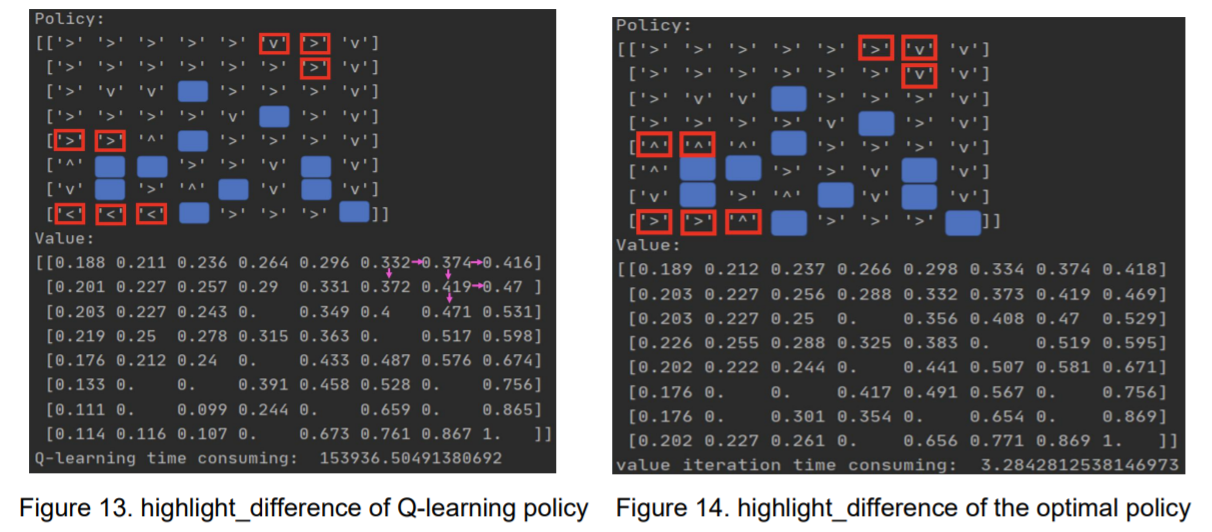 Policy:
[['>' '>' '>' '>' '>' 'v' '>' 'v']
['>' '>' '>' '>' '>' '>' '>' 'v']
['>' 'v' 'v' '>' '>' '>' 'v']
['>' '>' '>' '>' 'v' '>' 'v']
['>' '>' '^' '>' '>' '>' 'v']
['^' '>' '>' 'v' 'v']
['v' '>' '^' 'v' 'v']
['<' '<' '<' '>' '>' '>' ]]
Value:
[[0.188 0.211 0.236 0.264 0.296 0.332 0.374 0.416]
[0.201 0.227 0.257 0.29 0.331 0.372 0.419 0.47 ]
[0.203 0.227 0.243 0. 0.349 0.4 0.471 0.531]
[0.219 0.25 0.278 0.315 0.363 0. 0.517 0.598]
[0.176 0.212 0.24 0. 0.433 0.487 0.576 0.674]
[0.133 0. 0. 0.391 0.458 0.528 0. 0.756]
[0.111 0. 0.099 0.244 0. 0.659 0. 0.865]
[0.114 0.116 0.107 0. 0.673 0.761 0.867 1. ]]
Q-learning time consuming: 153936.50491380692
Figure 13. highlight_difference of Q-learning policy
Policy:
[['>' '>' '>' '>' '>' '>' 'v' 'v']
['>' '>' '>' '>' '>' '>' 'v' 'v']
['>' 'v' 'v' '>' '>' '>' 'v']
['>' '>' '>' '>' 'v' '>' 'v']
['^' '^' '^' '>' '>' '>' 'v']
['^' '>' '>' 'v' 'v']
['v' '>' '^' 'v' 'v']
['>' '>' '^' '>' '>' '>' ]]
Value:
[[0.189 0.212 0.237 0.266 0.298 0.334 0.374 0.418]
[0.203 0.227 0.256 0.288 0.332 0.373 0.419 0.469]
[0.203 0.227 0.25 0. 0.356 0.408 0.47 0.529]
[0.226 0.255 0.288 0.325 0.383 0. 0.519 0.595]
[0.202 0.222 0.244 0. 0.441 0.507 0.581 0.671]
[0.176 0. 0. 0.417 0.491 0.567 0. 0.756]
[0.176 0. 0.301 0.354 0. 0.654 0. 0.869]
[0.202 0.227 0.261 0. 0.656 0.771 0.869 1. ]]
value iteration time consuming: 3.2842812538146973
Figure 14. highlight_difference of the optimal policy